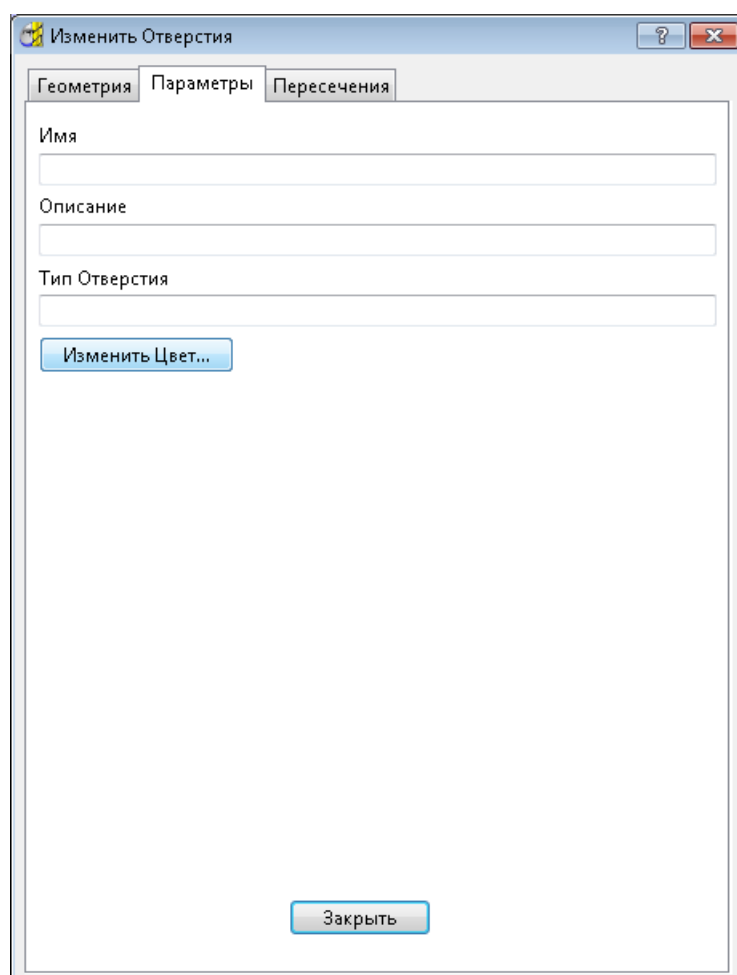 Изменить Отверстия
?
Геометрия Параметры Пересечения
Имя
Описание
Тип Отверстия
Изменить Цвет...
Закрыть